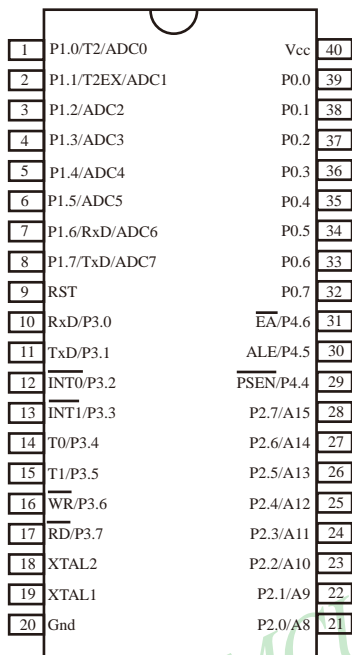 1 P1.0/T2/ADC0 Vcc 40
2 P1.1/T2EX/ADC1 P0.0 39
3 P1.2/ADC2 P0.1 38
4 P1.3/ADC3 P0.2 37
5 P1.4/ADC4 P0.3 36
6 P1.5/ADC5 P0.4 35
7 P1.6/RxD/ADC6 P0.5 34
8 P1.7/TxD/ADC7 P0.6 33
9 RST P0.7 32
10 RxD/P3.0 EA/P4.6 31
11 TxD/P3.1 ALE/P4.5 30
12 INT0/P3.2 PSEN/P4.4 29
13 INT1/P3.3 P2.7/A15 28
14 T0/P3.4 P2.6/A14 27
15 T1/P3.5 P2.5/A13 26
16 WR/P3.6 P2.4/A12 25
17 RD/P3.7 P2.3/A11 24
18 XTAL2 P2.2/A10 23
19 XTAL1 P2.1/A9 22
20 Gnd P2.0/A8 21